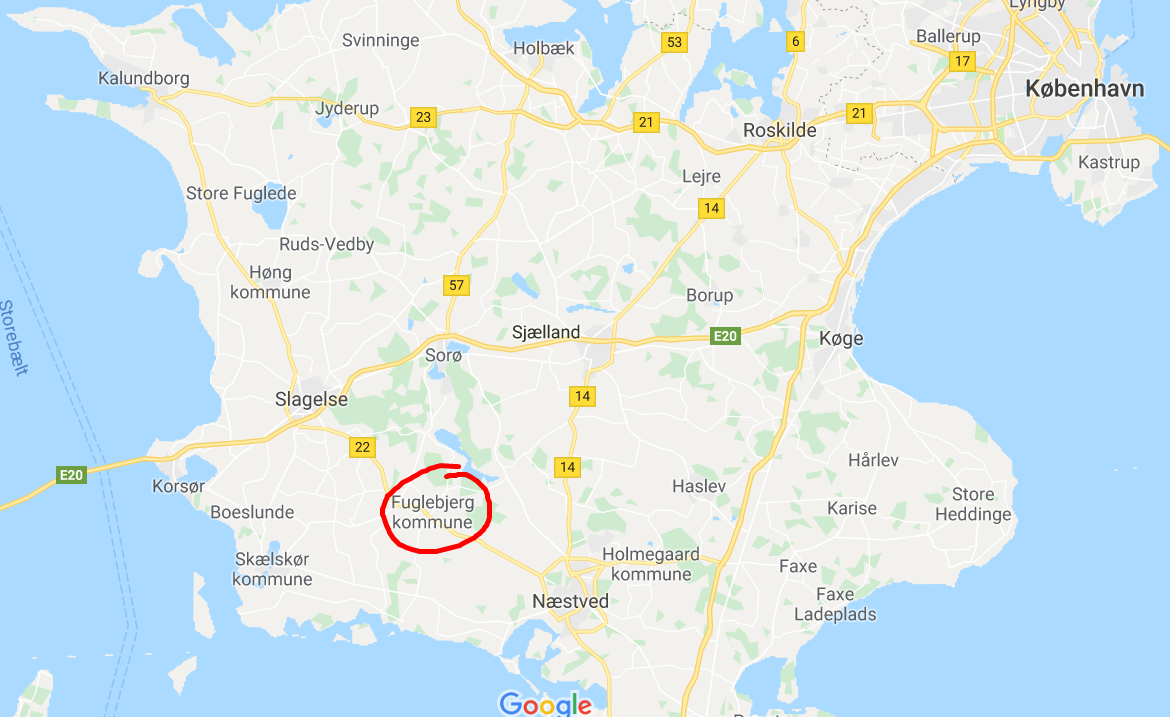 Lyngby
Svinninge
Holbæk
53
6
Ballerup
17
Kalundborg
København
Jyderup
23
21
21
Roskilde
Kastrup
Lejre
Store Fuglede
14
Ruds-Vedby
Høng
kommune
57
Borup
Storebælt
Sjælland
E20
Køge
Sorø
Slagelse
14
22
Hårlev
14
E20
Korsør
Haslev
Store
Heddinge
Fuglebjerg
kommune
Boeslunde
Karise
Holmegaard
kommune
Skælskør
kommune
Faxe
Næstved
Faxe
Ladeplads
Google